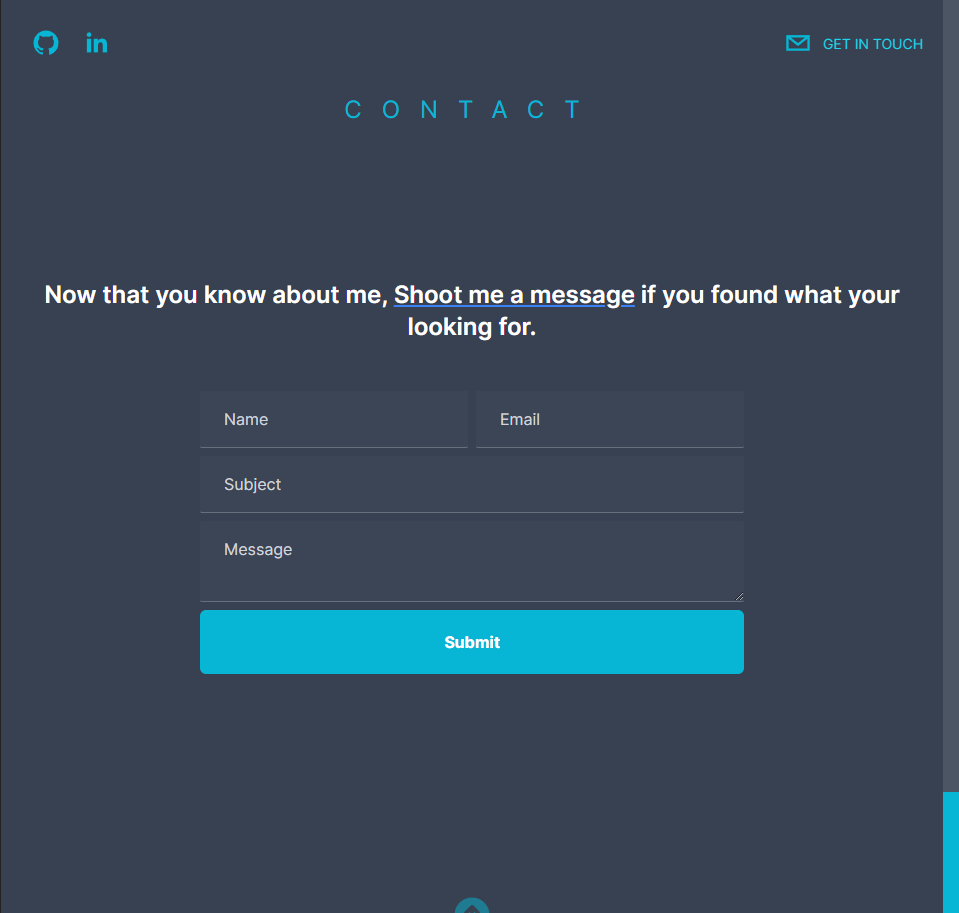 GET IN TOUCH
CONTACT
Now that you know about me, Shoot me a message if you found what your
looking for.
Name
Email
Subject
Message
Submit